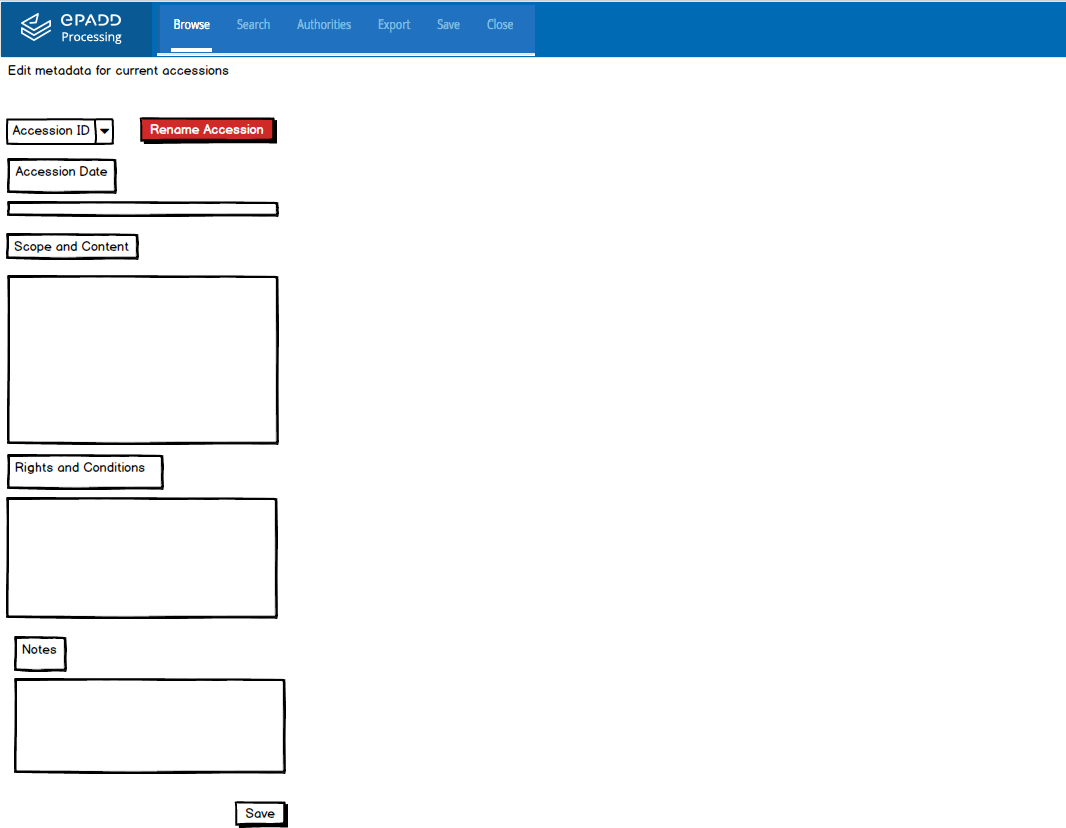 ePADD
Processing
Browse Search Authorities Export Save Close
Edit metadata for current accessions
Accession ID
Rename Accession
Accession Date
Scope and Content
Rights and Conditions
Notes
Save